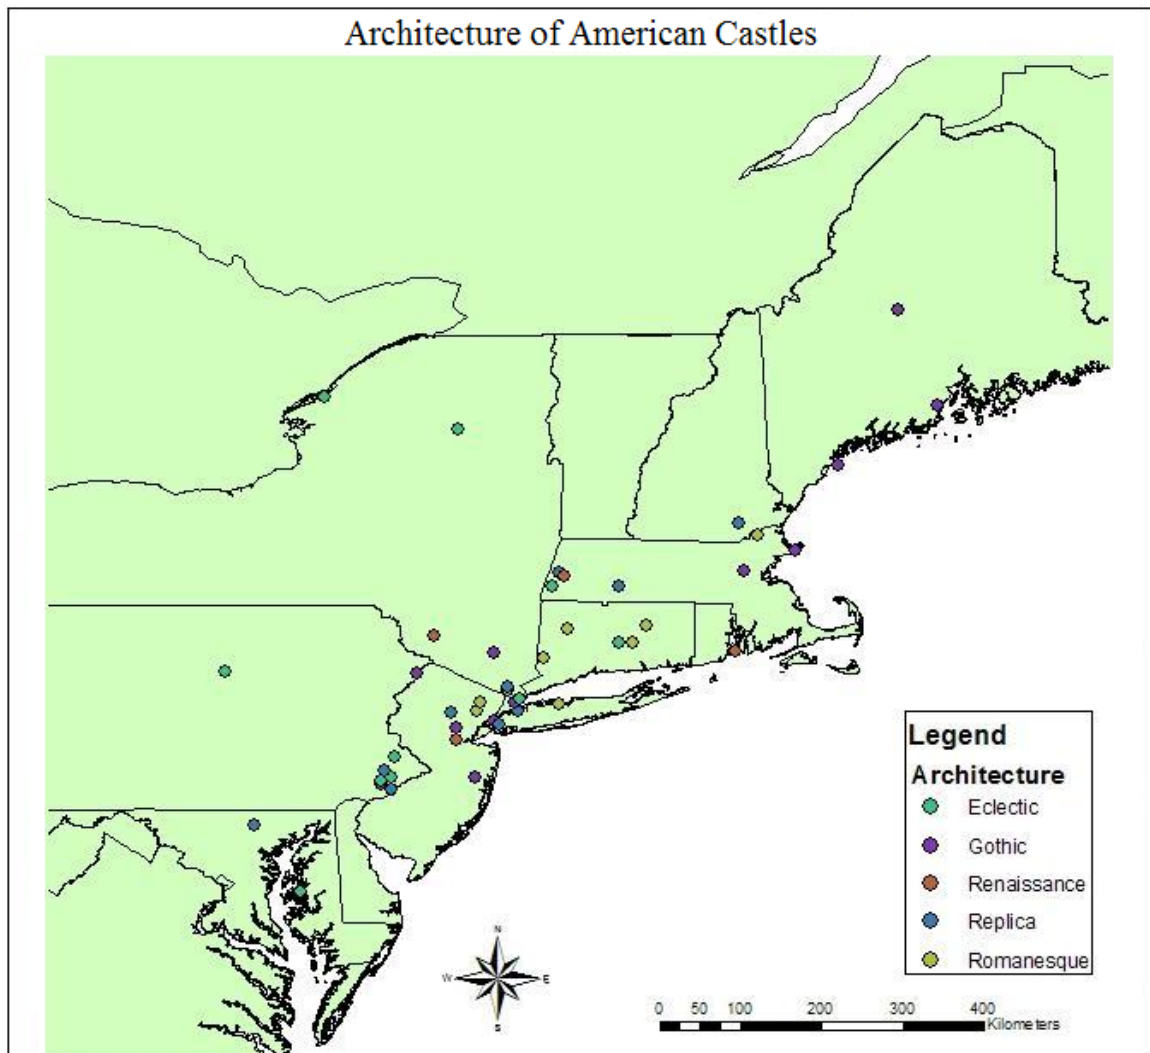 Architecture of American Castles
Legend
Architecture
Eclectic
Gothic
Renaissance
Replica
Romanesque
N
W E
S
0 50 100 200 300 400
Kilometers